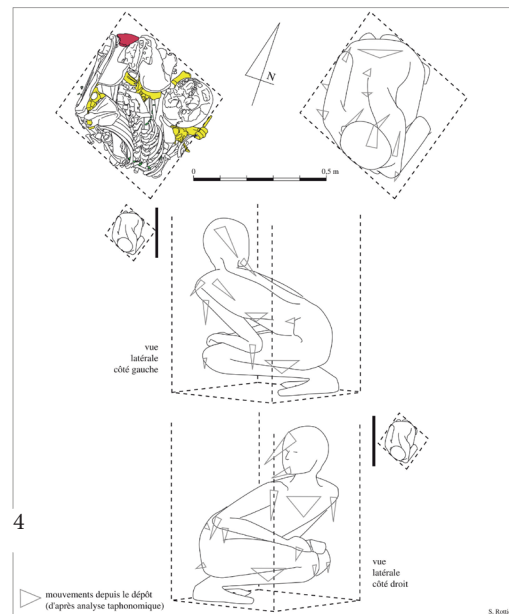 N
0
0,5 m
vue
latérale
côté gauche
4
vue
latérale
côté droit
mouvements depuis le dépôt
(d'après analyse taphonomique)